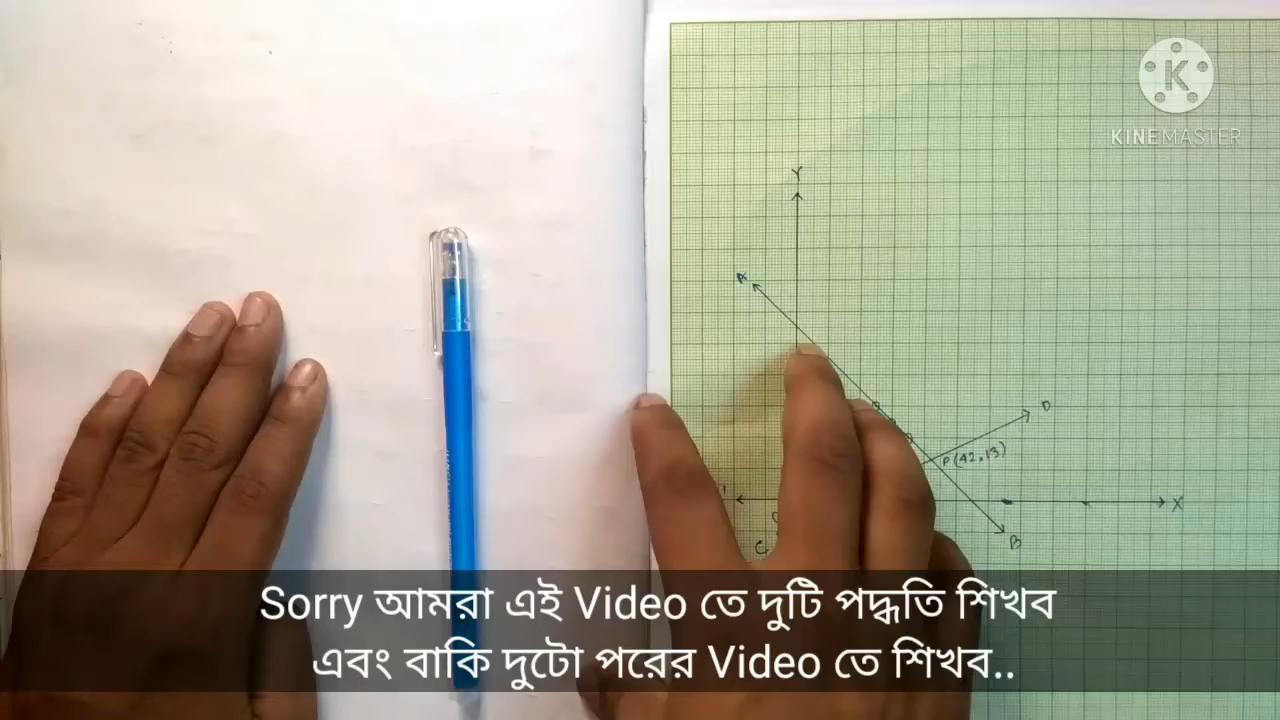 K
KINEMASTER
Y
A
D
P(42,13)
X
B
C
Sorry আমরা এই Video তে দুটি পদ্ধতি শিখব
এবং বাকি দুটো পরের Video তে শিখব..